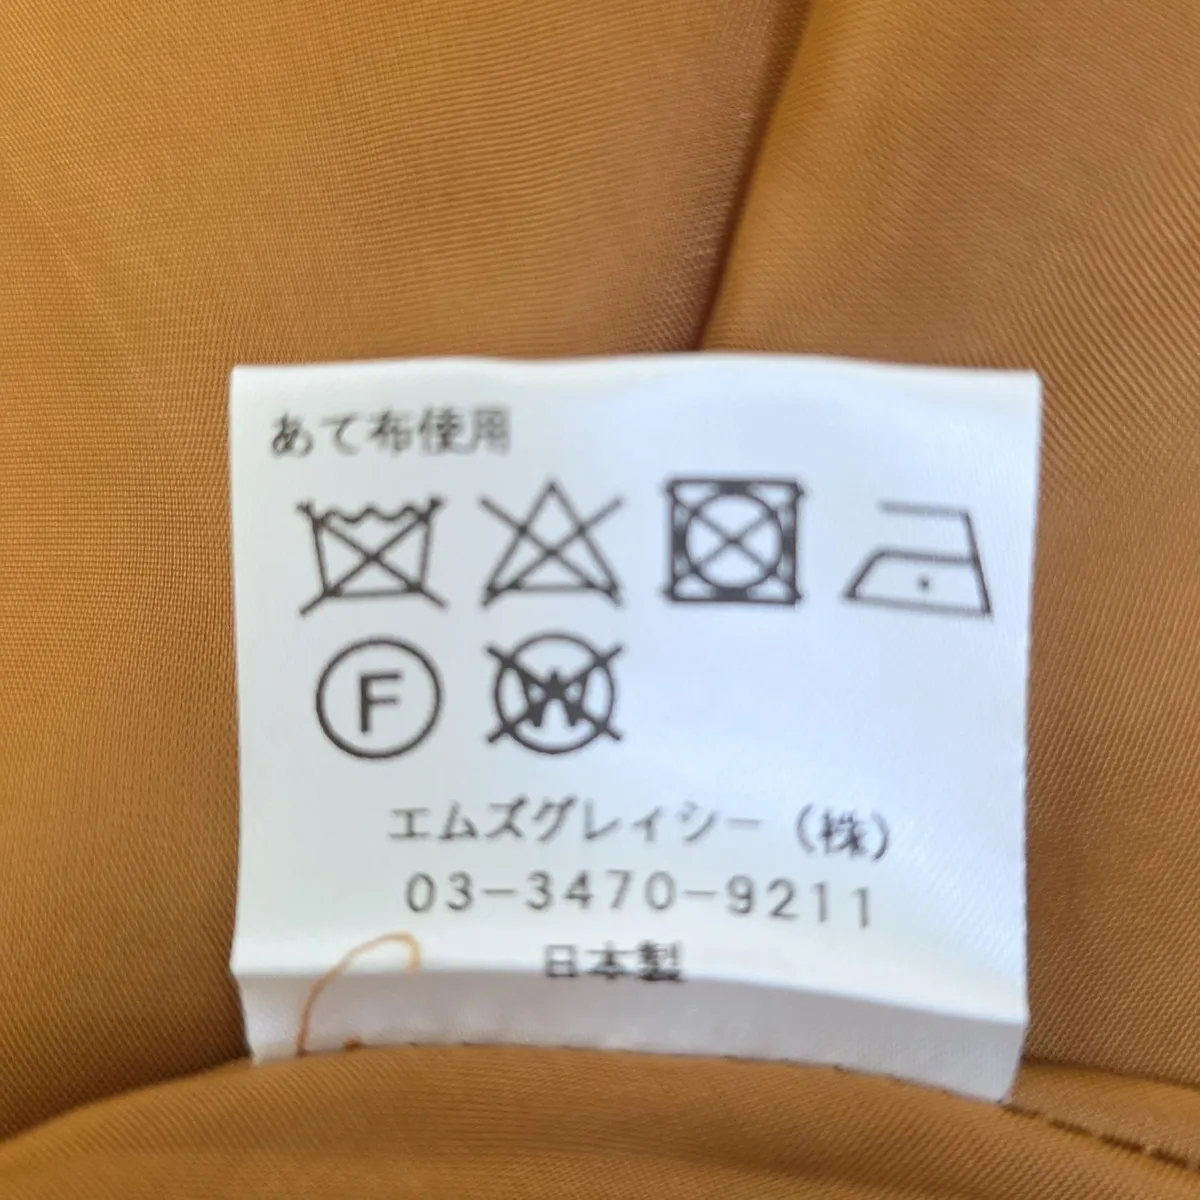 あて布使用
F
W
エムズグレィシー（株）
03-3470-9211
日本製